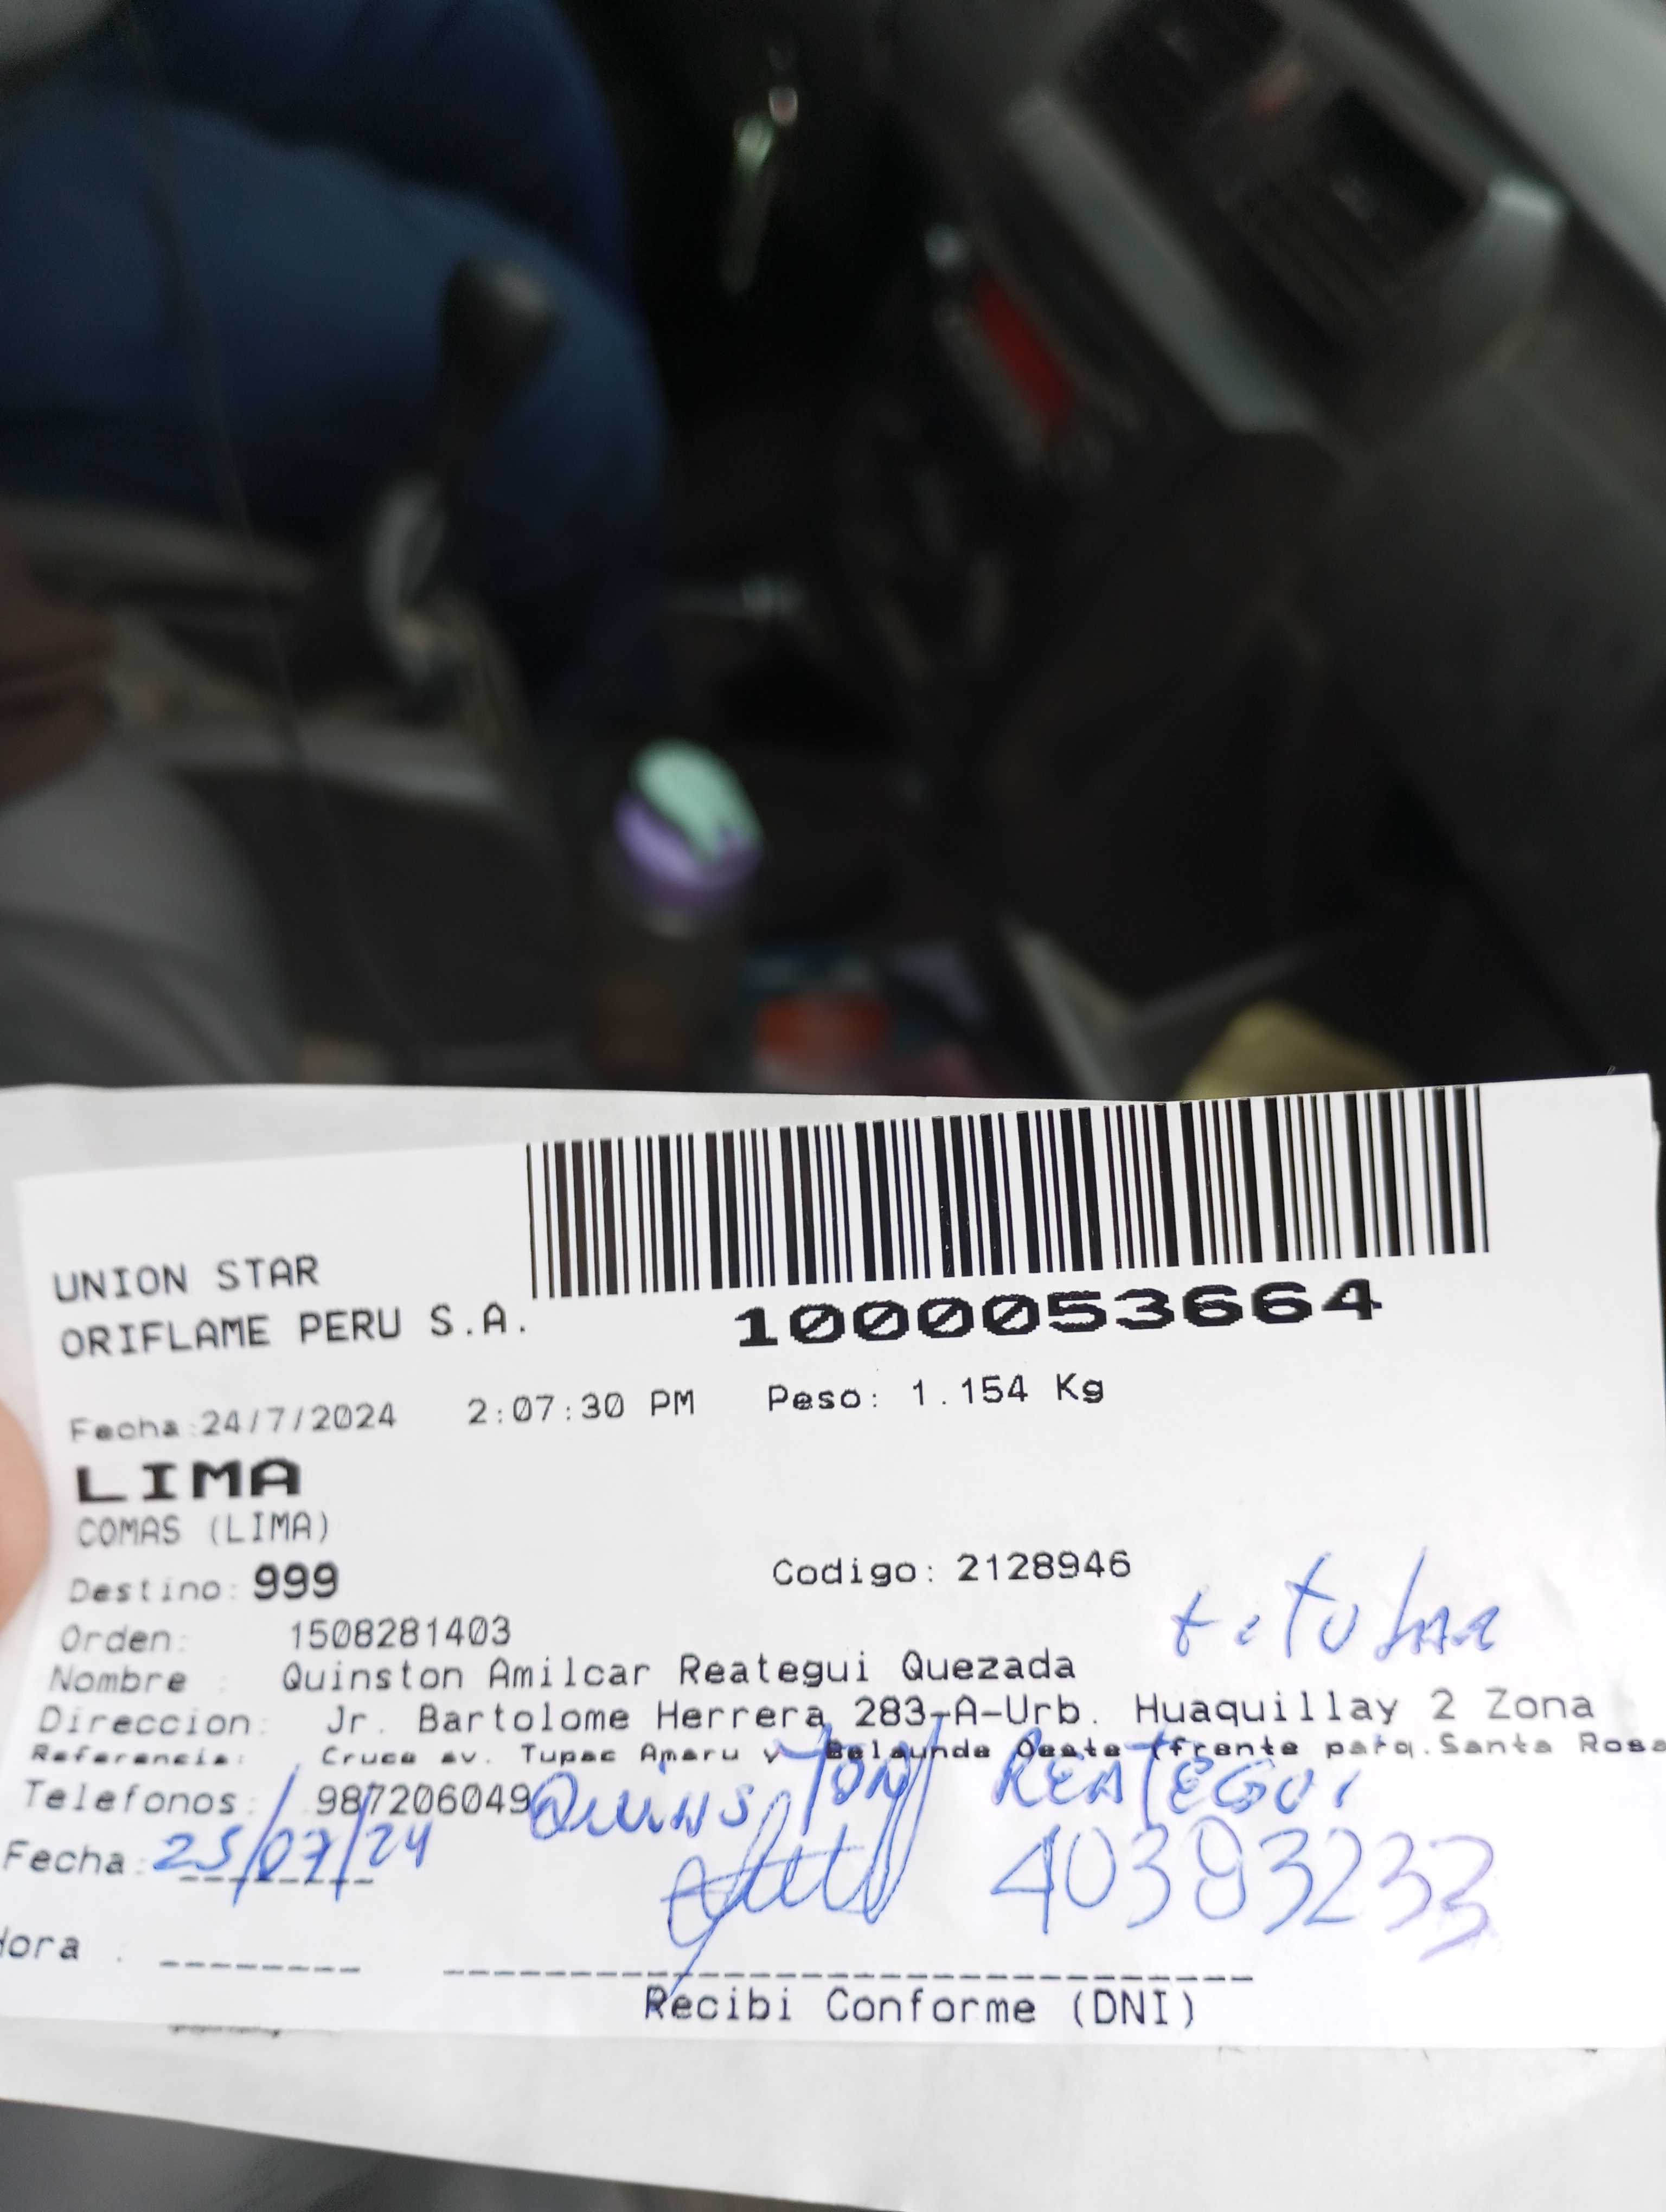 UNION STAR
ORIFLAME PERU S.A.
1000053664
Fecha:24/7/2024 2:07:30 PM Peso: 1.154 Kg
LIMA
COMAS (LIMA)
Destino: 999 Codigo: 2128946
Orden: 1508281403
Nombre : Quinston Amilcar Reategui Quezada
Direccion: Jr. Bartolome Herrera 283-A-Urb. Huaquillay 2 Zona
Referencia: Cruce av. Tupac Amaru y Belaunde Oeste (frente parq.Santa Rosa
Telefonos: 987206049 QUINSTON REATEGUI
Fecha: 25/07/24 40383233
Hora :
Recibi Conforme (DNI)